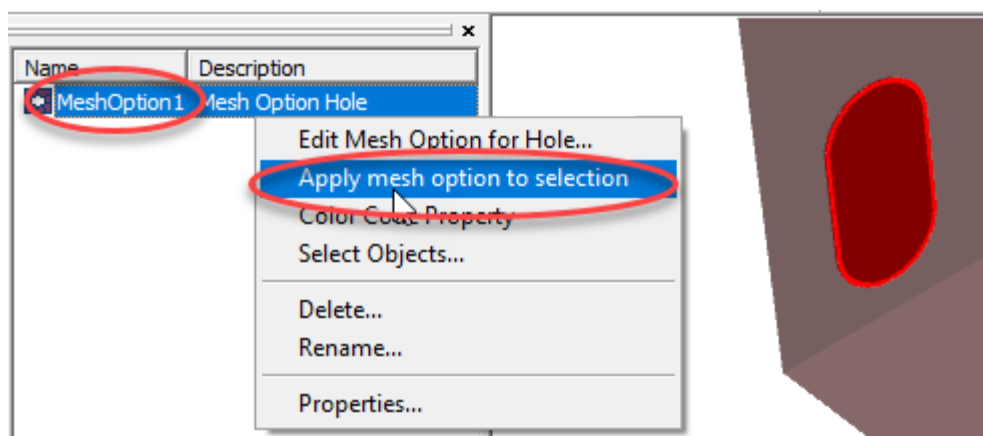 x
Name Description
MeshOption1 Mesh Option Hole
Edit Mesh Option for Hole...
Apply mesh option to selection
Color Code Property
Select Objects...
Delete...
Rename...
Properties...